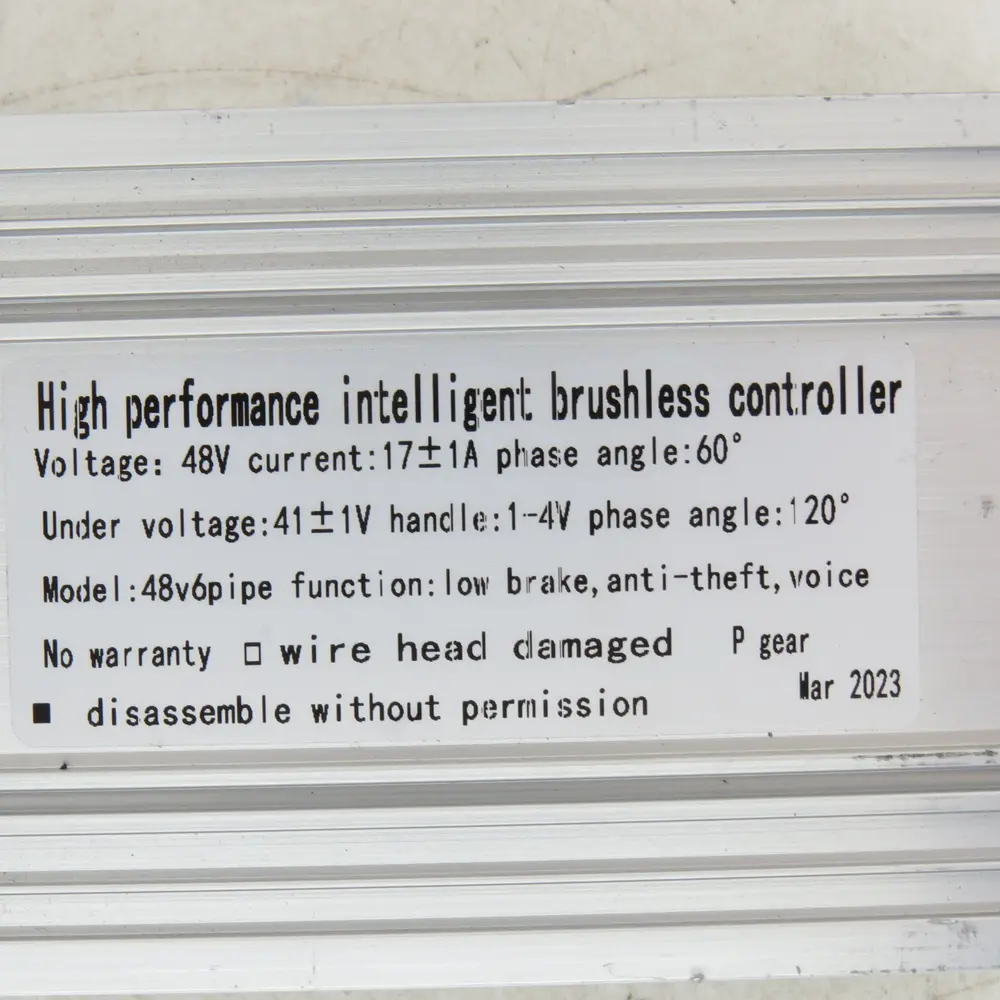 High performance intelligent brushless controller
Voltage: 48V current:17±1A phase angle:60°
Under voltage:41±1V handle:1-4V phase angle:120°
Model:48v6pipe function:low brake,anti-theft,voice
No warranty □ wire head damaged P gear
Mar 2023
■ disassemble without permission